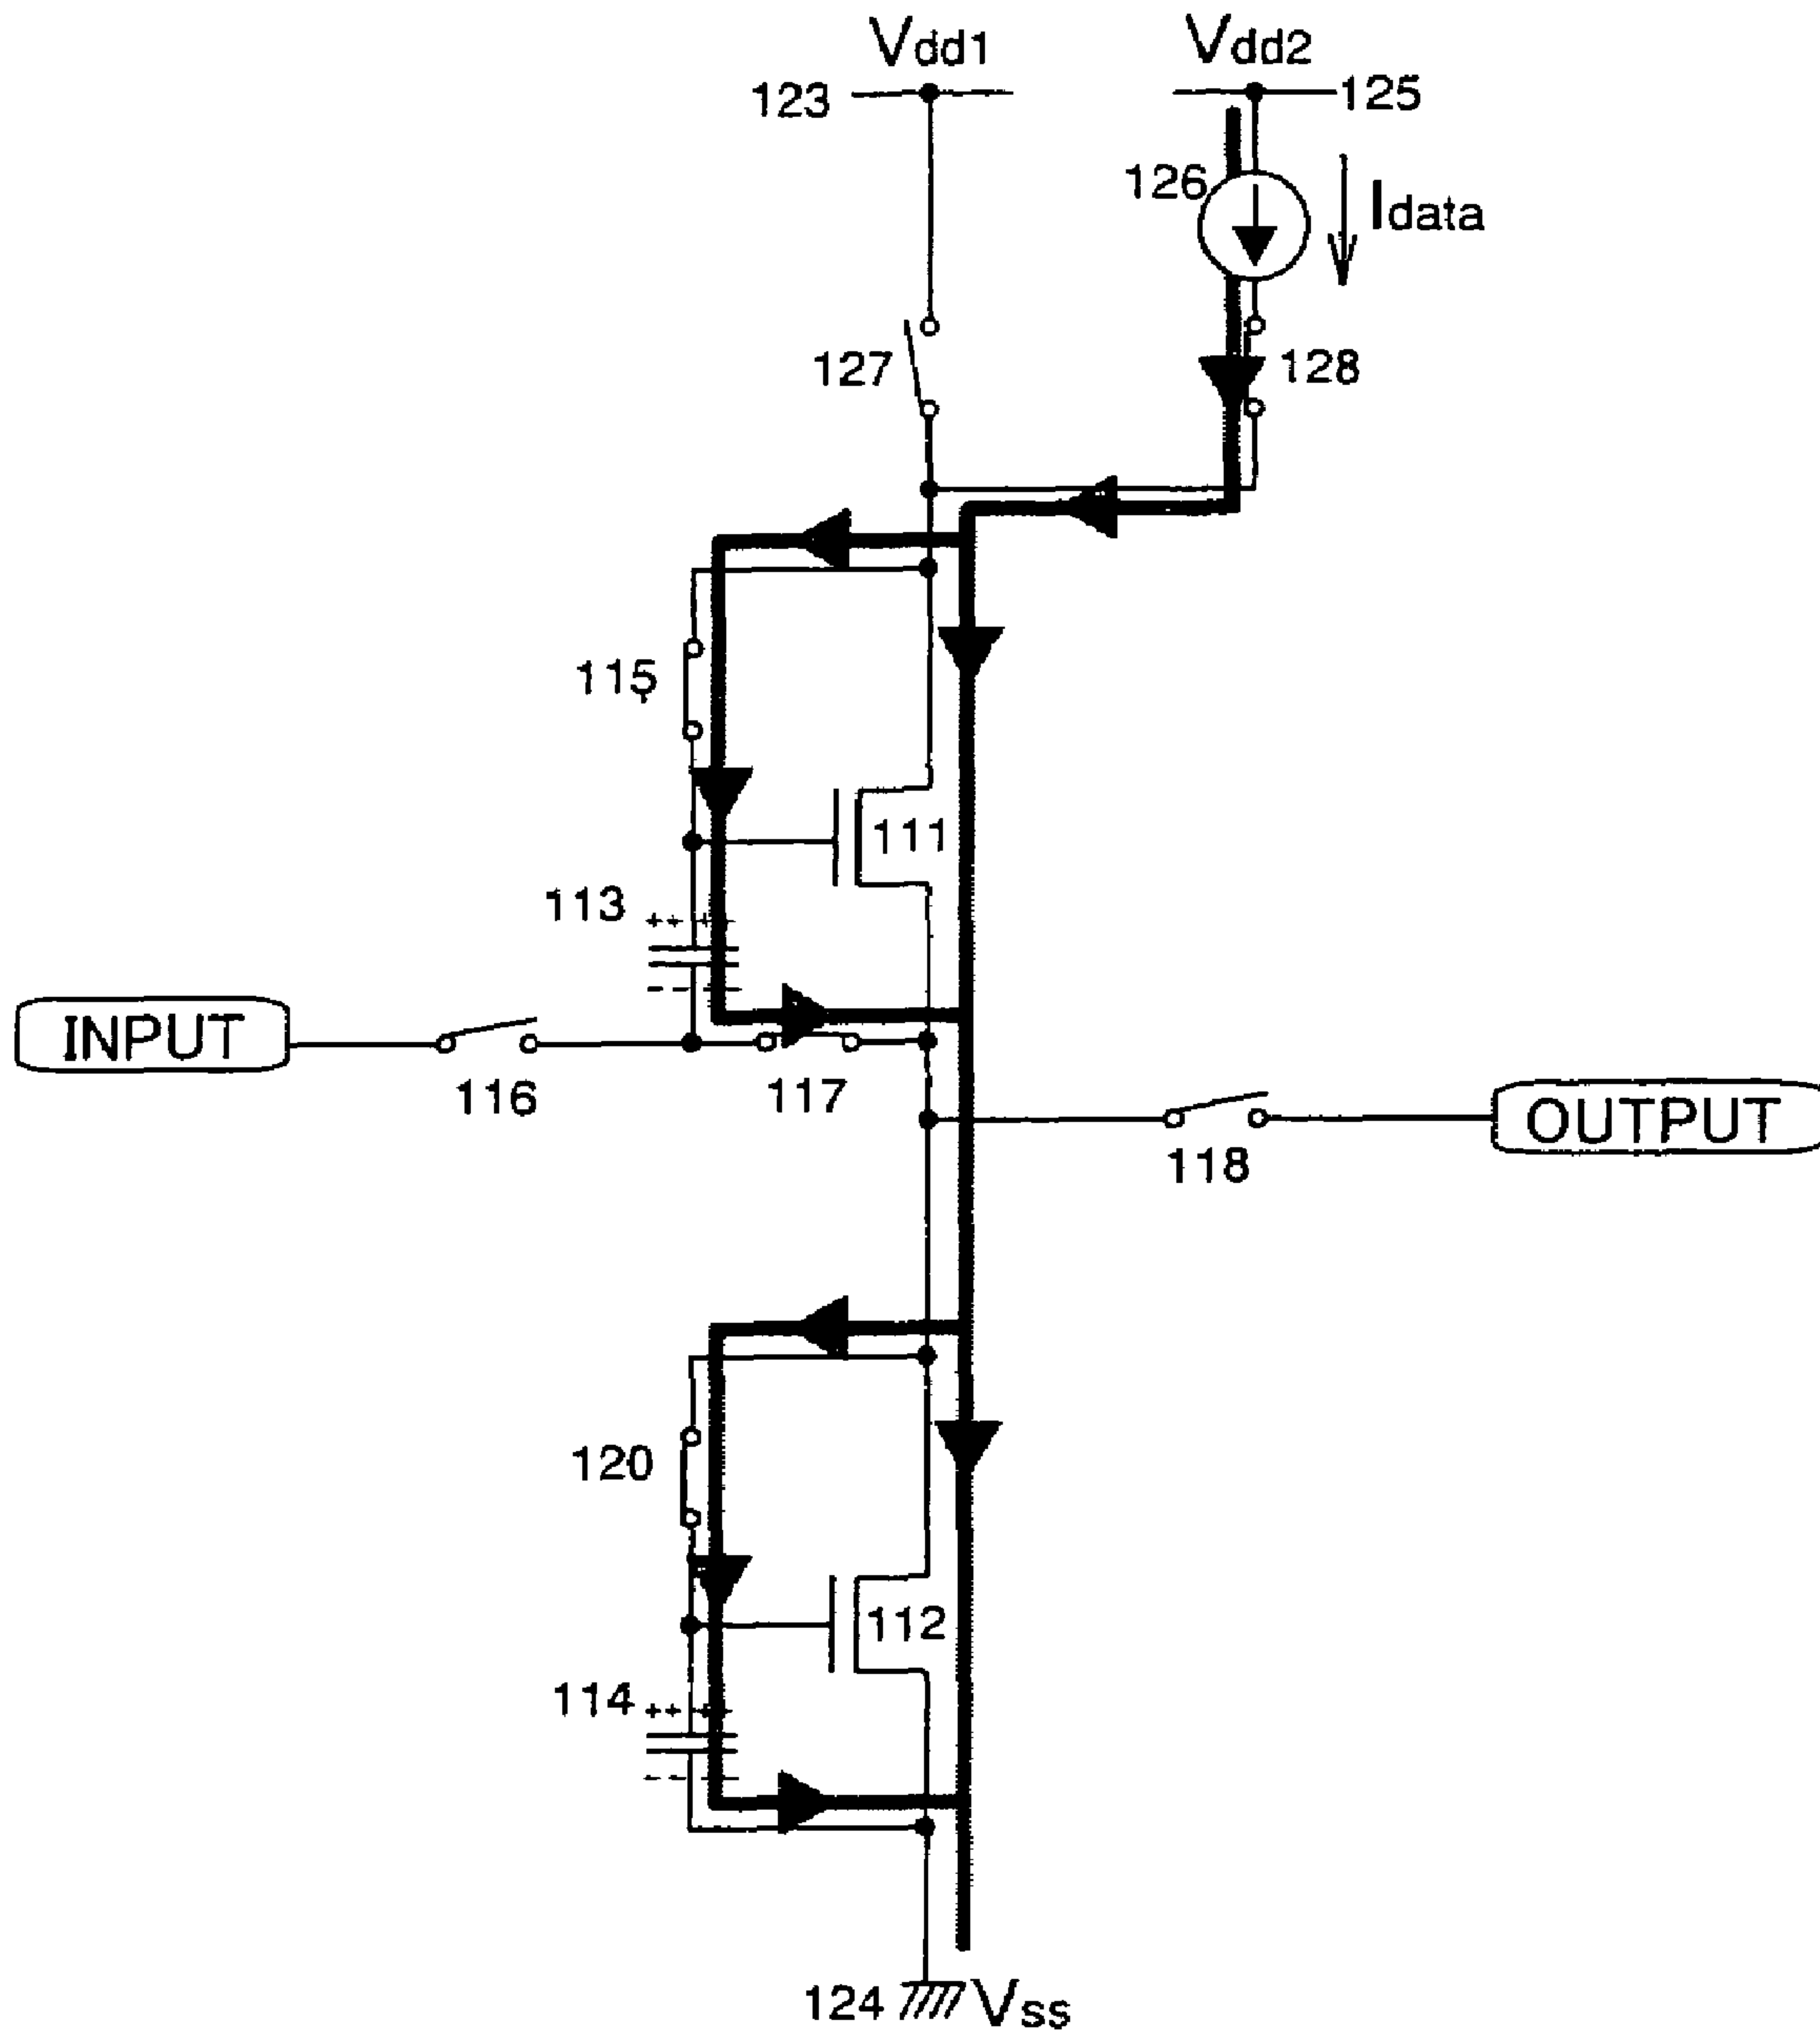 Vdd1
Vdd2
123
125
126
Idata
127
128
115
111
113
++ ++
- - - -
INPUT
116
117
118
OUTPUT
120
112
114
++ ++
- - - -
124
Vss